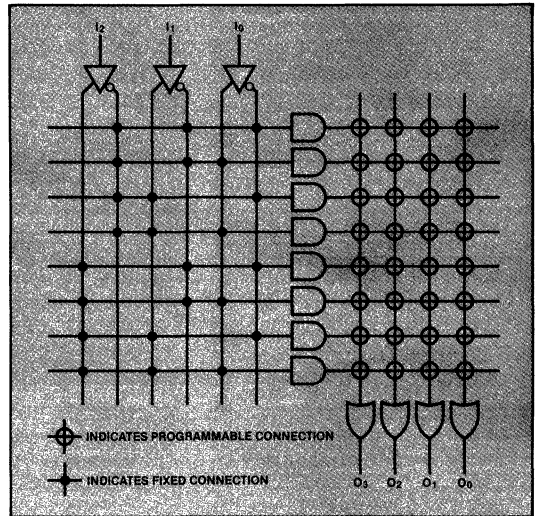 I2 I1 I0
INDICATES PROGRAMMABLE CONNECTION
INDICATES FIXED CONNECTION
O3 O2 O1 O0